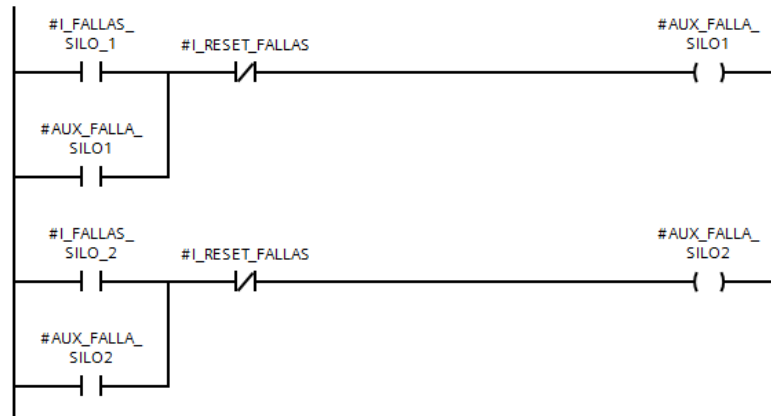 #I_FALLAS_
SILO_1
#I_RESET_FALLAS
#AUX_FALLA_
SILO1
#AUX_FALLA_
SILO1
#I_FALLAS_
SILO_2
#I_RESET_FALLAS
#AUX_FALLA_
SILO2
#AUX_FALLA_
SILO2